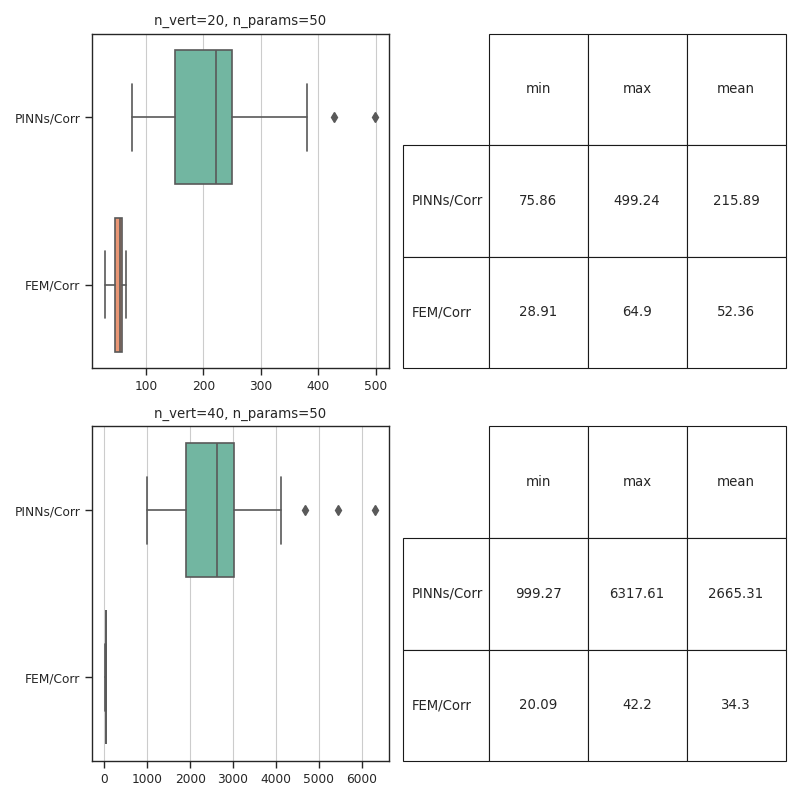 n_vert=20, n_params=50
PINNs/Corr
FEM/Corr
100 200 300 400 500
min max mean
PINNs/Corr 75.86 499.24 215.89
FEM/Corr 28.91 64.9 52.36
n_vert=40, n_params=50
PINNs/Corr
FEM/Corr
0 1000 2000 3000 4000 5000 6000
min max mean
PINNs/Corr 999.27 6317.61 2665.31
FEM/Corr 20.09 42.2 34.3